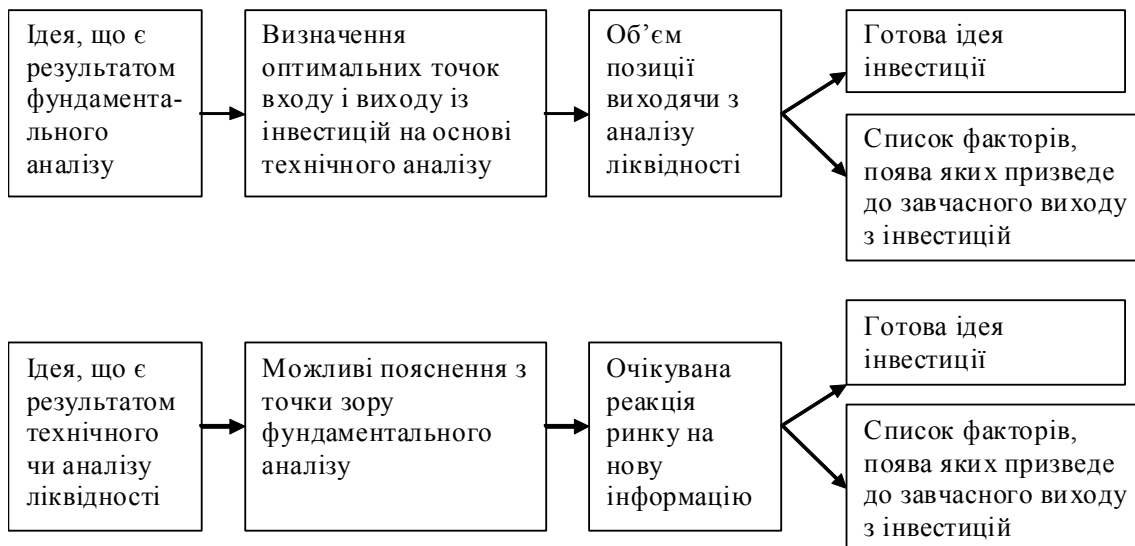 Ідея, що є
результатом
фундамента-
льного
аналізу
Визначення
оптимальних точок
входу і виходу із
інвестицій на основі
технічного аналізу
Об’єм
позиції
виходячи з
аналізу
ліквідності
Готова ідея
інвестиції
Список факторів,
поява яких призведе
до завчасного виходу
з інвестицій
Ідея, що є
результатом
технічного
чи аналізу
ліквідності
Можливі пояснення з
точки зору
фундаментального
аналізу
Очікувана
реакція
ринку на
нову
інформацію
Готова ідея
інвестиції
Список факторів,
поява яких призведе
до завчасного виходу
з інвестицій